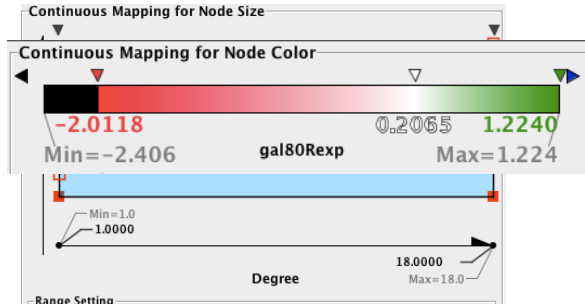 Continuous Mapping for Node Size
Continuous Mapping for Node Color
-2.0118 0.2065 1.2240
Min=-2.406 gal80Rexp Max=1.224
Min=1.0
1.0000
18.0000
Degree Max=18.0
Range Setting